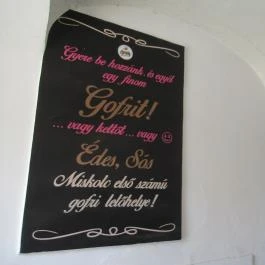 Gyere be hozzánk, és egyél
egy finom
Gofrit!
... vagy kettőt ... vagy ☺
Édes, Sós
Miskolc első számú
gofri lelőhelye!